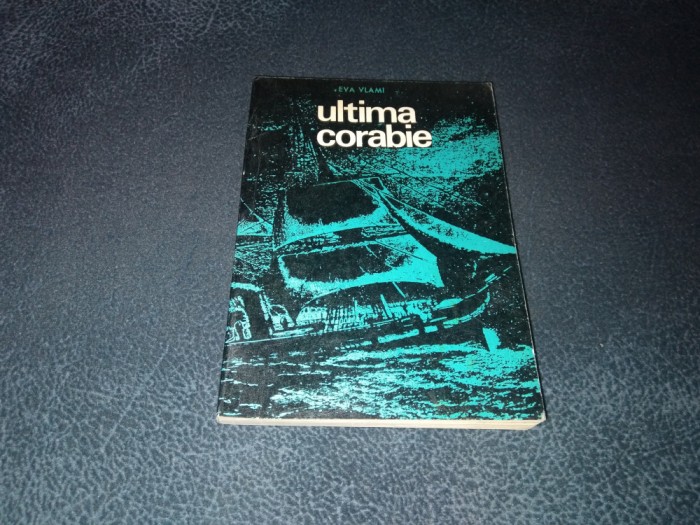 EVA VLAMI
ultima
corabie